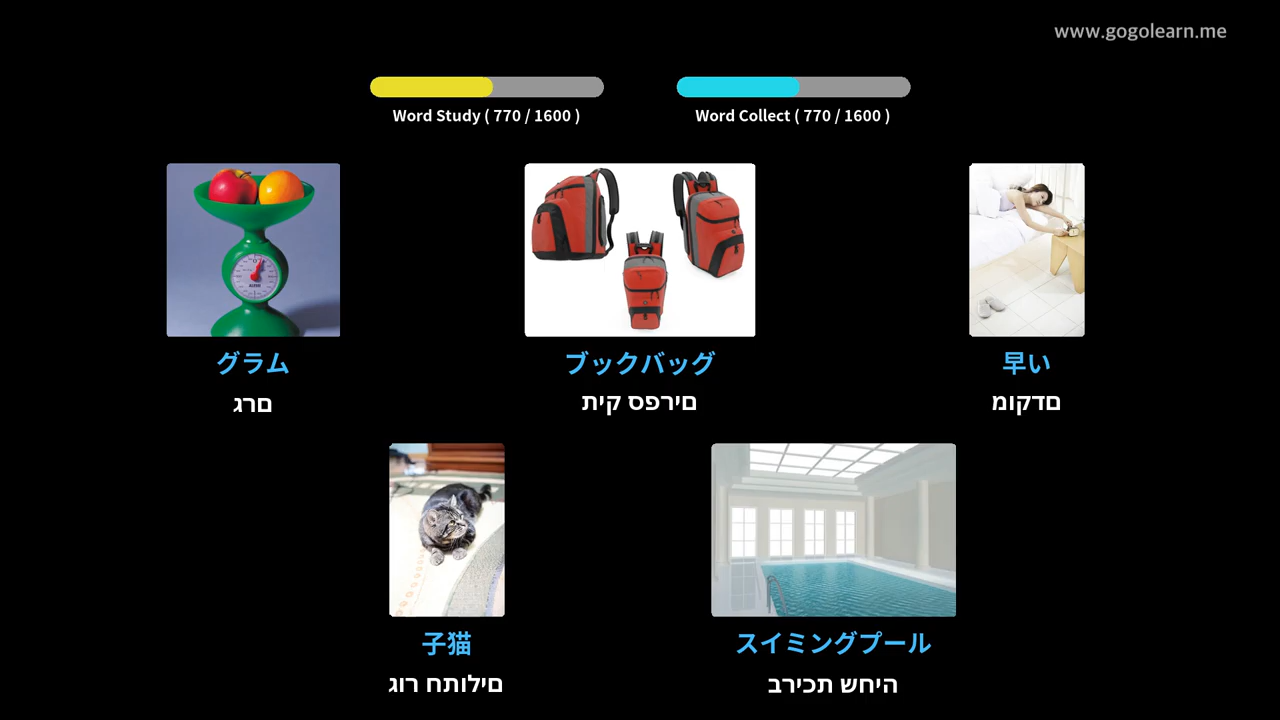 www.gogolearn.me
Word Study ( 770 / 1600 )
Word Collect ( 770 / 1600 )
グラム
גרם
ブックバッグ
תיק ספרים
早い
מוקדם
子猫
גור חתולים
スイミングプール
בריכת שחיה